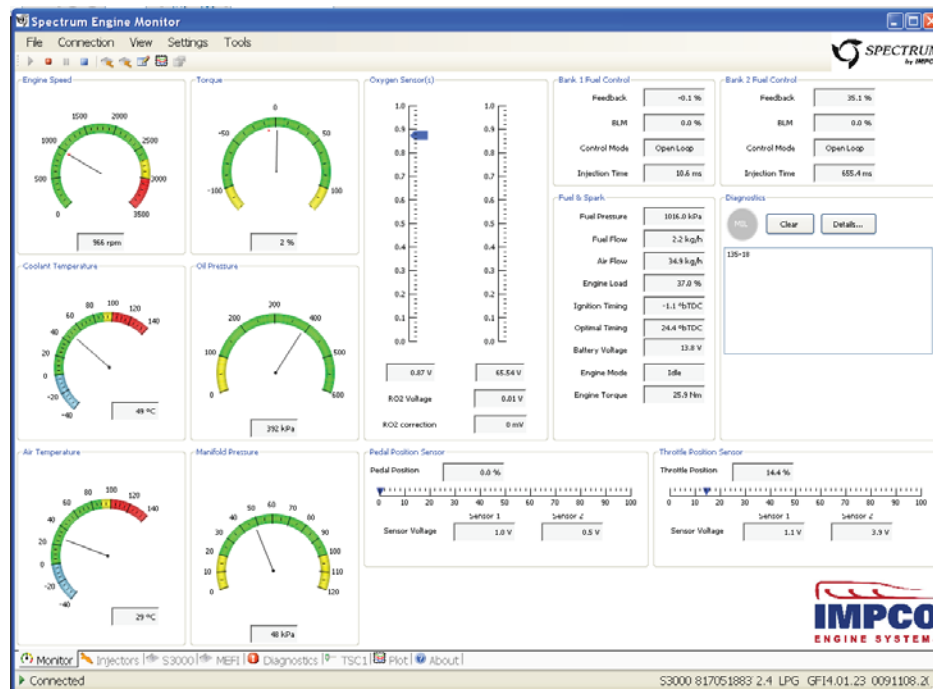 Spectrum Engine Monitor
File Connection View Settings Tools
SPECTRUM
by IMPCO
Engine Speed
0 500 1000 1500 2000 2500 3000 3500
966 rpm
Torque
-100 -50 0 50 100
2 %
Coolant Temperature
-40 -20 0 20 40 60 80 100 120 140
49 ºC
Oil Pressure
0 100 200 300 400 500 600
392 kPa
Air Temperature
-40 -20 0 20 40 60 80 100 120 140
29 ºC
Manifold Pressure
0 10 20 30 40 50 60 70 80 90 100 110 120
48 kPa
Oxygen Sensor(s)
1.0 1.0
0.9 0.9
0.8 0.8
0.7 0.7
0.6 0.6
0.5 0.5
0.4 0.4
0.3 0.3
0.2 0.2
0.1 0.1
0.0 0.0
0.87 V 65.54 V
RO2 Voltage 0.01 V
RO2 correction 0 mV
Bank 1 Fuel Control
Feedback -0.1 %
BLM 0.0 %
Control Mode Open Loop
Injection Time 10.6 ms
Bank 2 Fuel Control
Feedback 35.1 %
BLM 0.0 %
Control Mode Open Loop
Injection Time 655.4 ms
Fuel & Spark
Fuel Pressure 1016.0 kPa
Fuel Flow 2.2 kg/h
Air Flow 34.9 kg/h
Engine Load 37.0 %
Ignition Timing -1.1 ºbTDC
Optimal Timing 24.4 ºbTDC
Battery Voltage 13.8 V
Engine Mode Idle
Engine Torque 25.9 Nm
Diagnostics
MIL Clear Details...
135-10
Pedal Position Sensor
Pedal Position 0.0 %
0 10 20 30 40 50 60 70 80 90 100
Sensor 1 Sensor 2
Sensor Voltage 1.0 V 0.5 V
Throttle Position Sensor
Throttle Position 14.4 %
0 10 20 30 40 50 60 70 80 90 100
Sensor 1 Sensor 2
Sensor Voltage 1.1 V 3.9 V
IMPCO
ENGINE SYSTEM
Monitor Injectors S3000 MEFI Diagnostics TSC1 Plot About
Connected S3000 817051883 2.4 LPG GFI4.01.23 0091108.20